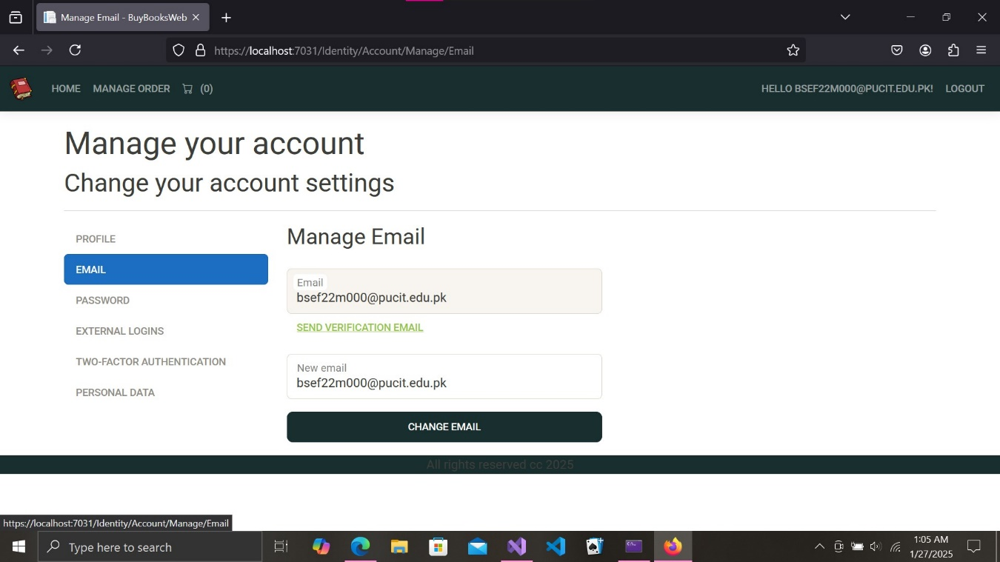 Manage Email - BuyBooksWeb
https://localhost:7031/Identity/Account/Manage/Email
HOME MANAGE ORDER (0) HELLO BSEF22M000@PUCIT.EDU.PK! LOGOUT
Manage your account
Change your account settings
PROFILE
EMAIL
PASSWORD
EXTERNAL LOGINS
TWO-FACTOR AUTHENTICATION
PERSONAL DATA
Manage Email
Email
bsef22m000@pucit.edu.pk
SEND VERIFICATION EMAIL
New email
bsef22m000@pucit.edu.pk
CHANGE EMAIL
All rights reserved cc 2025
https://localhost:7031/Identity/Account/Manage/Email
Type here to search
1:05 AM
1/27/2025